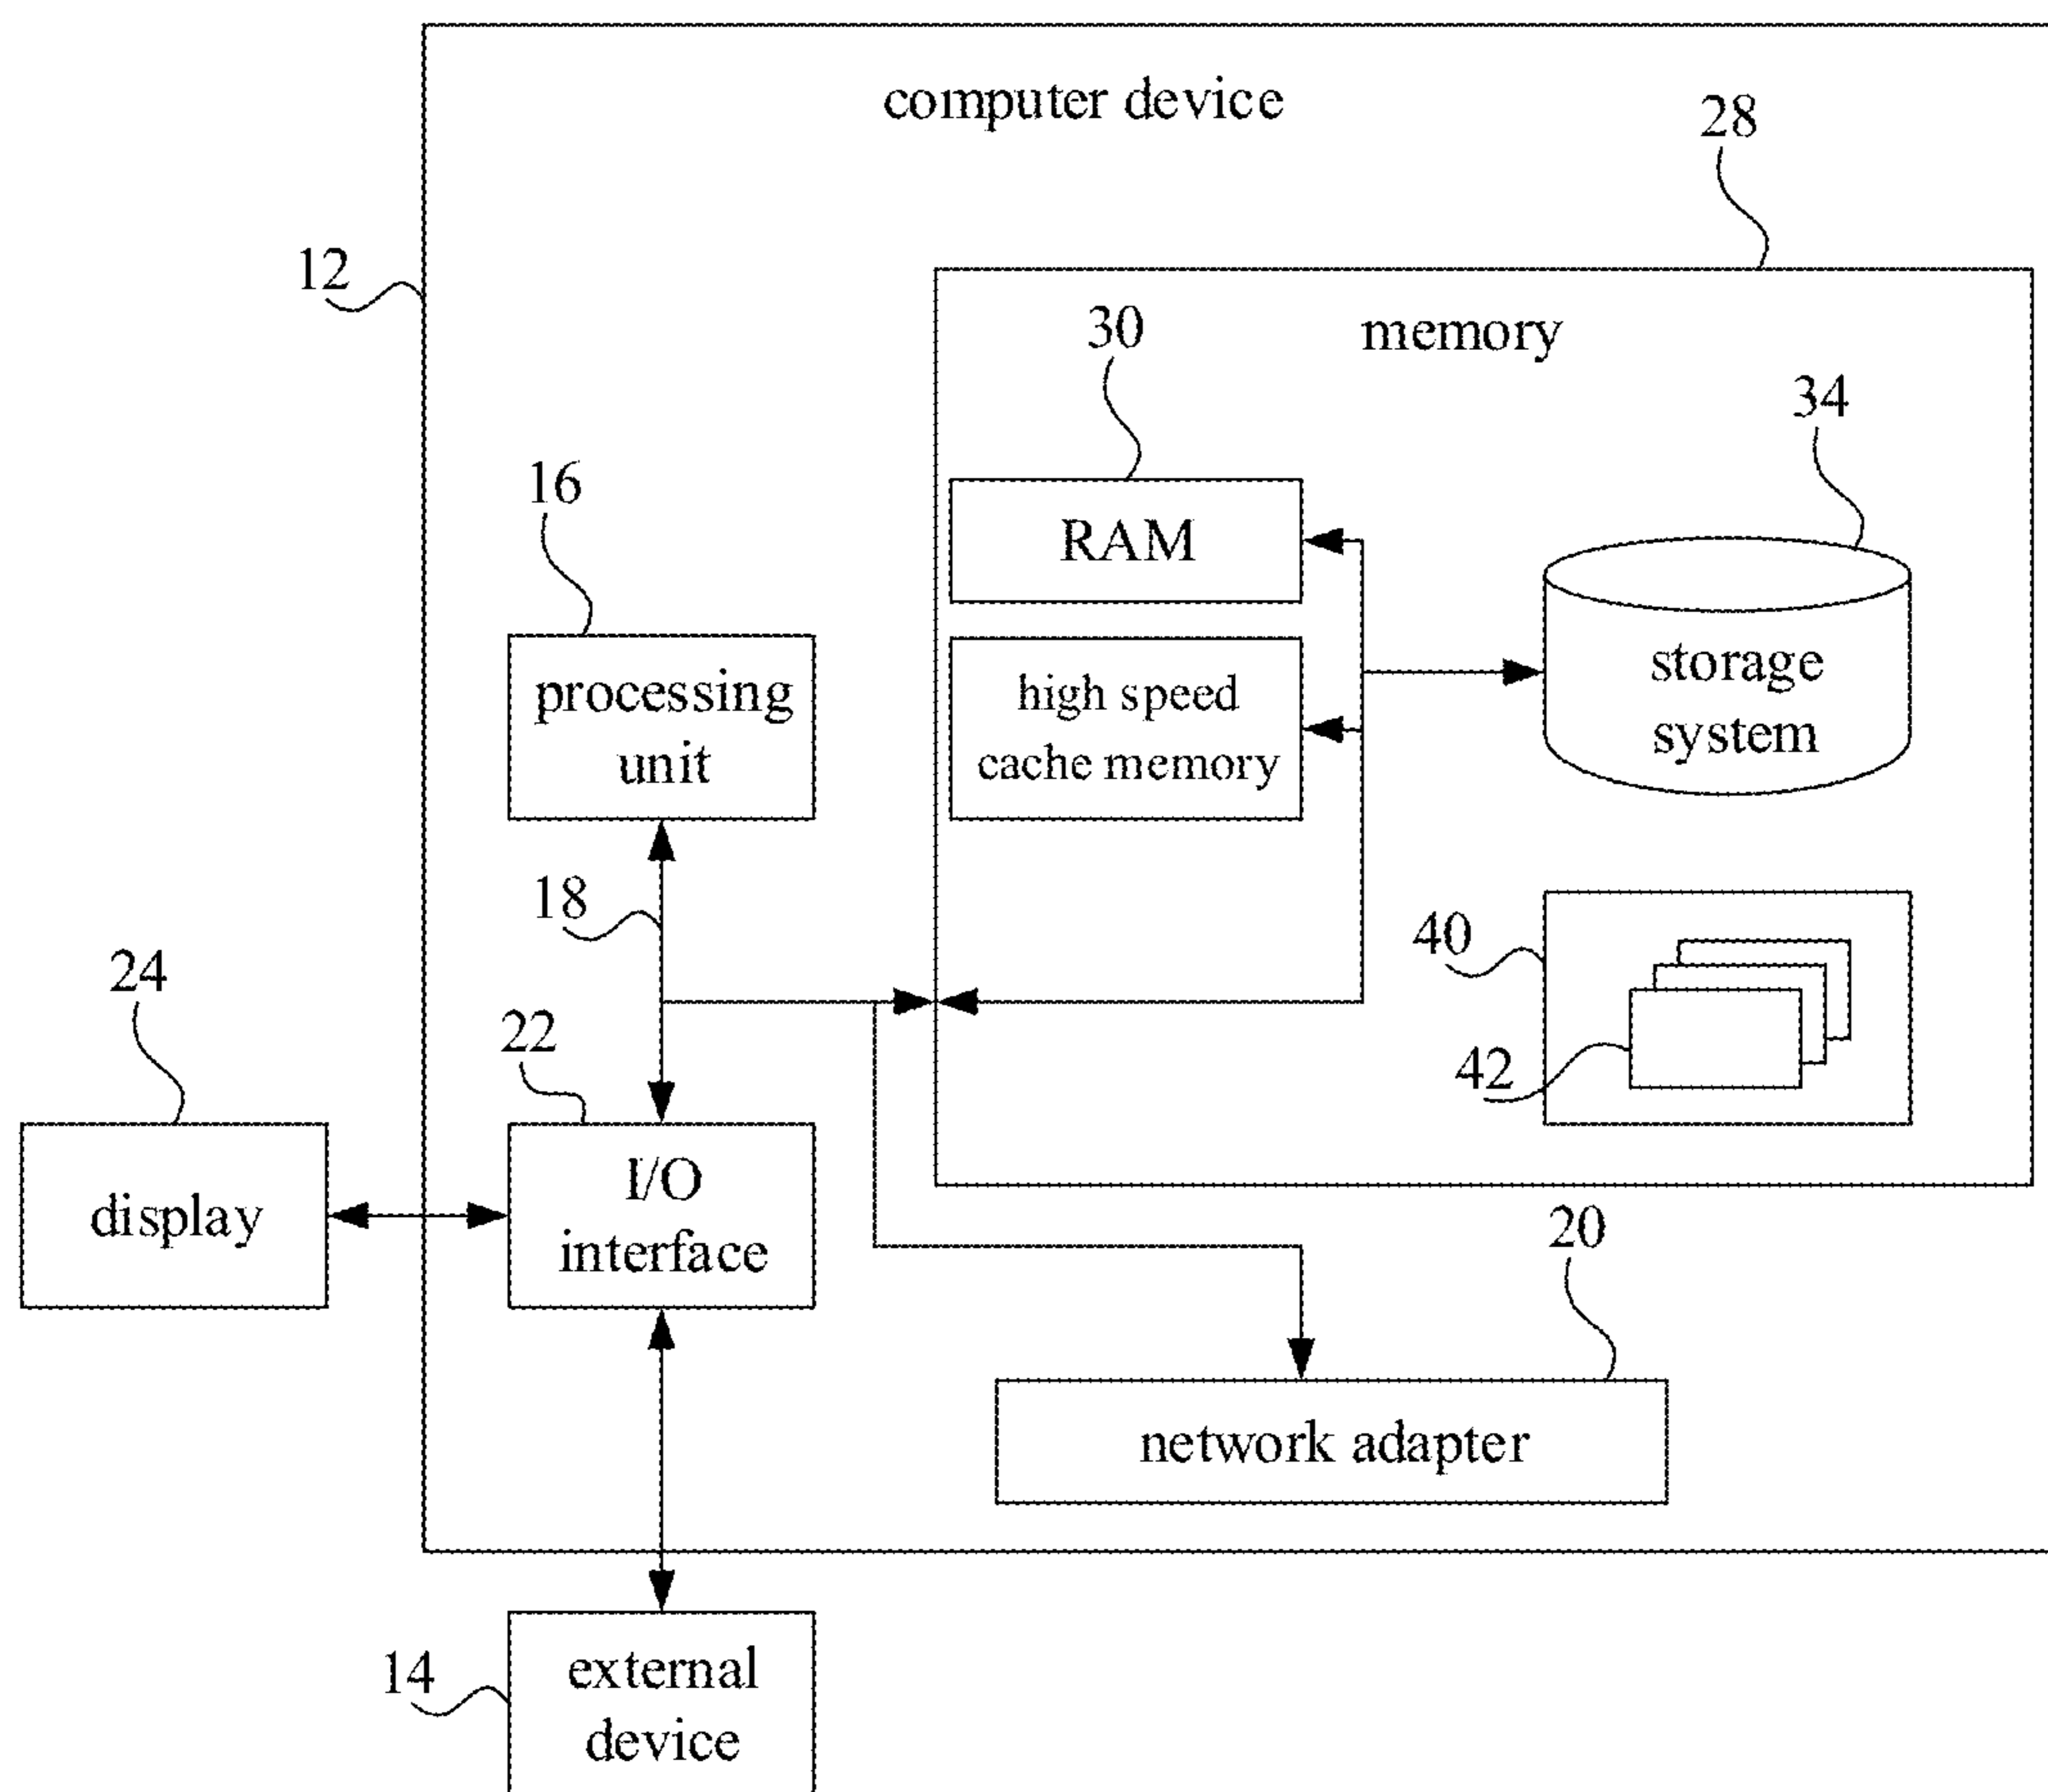 computer device
28
12
memory
30
34
16
RAM
processing
unit
high speed
cache memory
storage
system
18
40
24
22
42
display
I/O
interface
20
network adapter
14
external
device